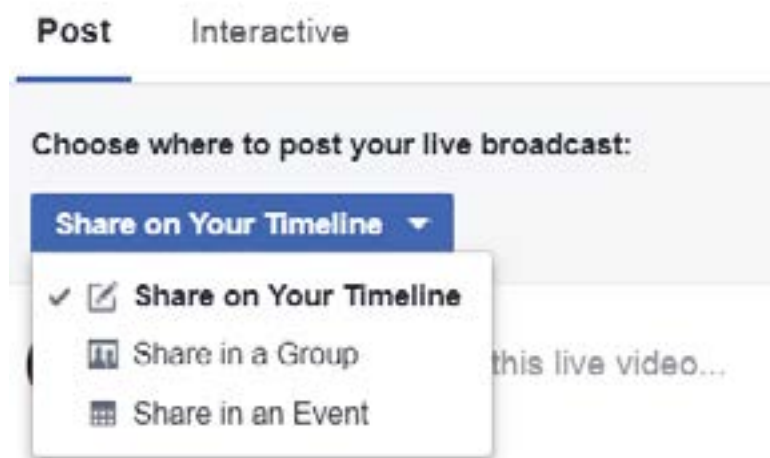 Post Interactive
Choose where to post your live broadcast:
Share on Your Timeline
Share on Your Timeline
Share in a Group
this live video...
Share in an Event